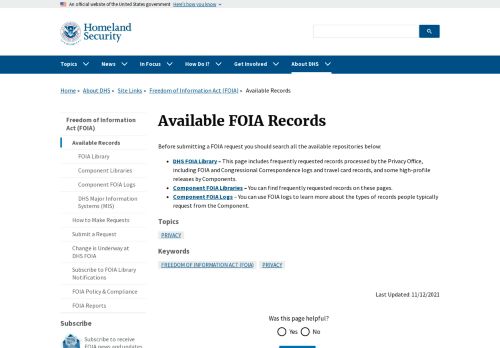 An official website of the United States government Here's how you know
Homeland
Security
Topics News In Focus How Do I? Get Involved About DHS
Home » About DHS » Site Links » Freedom of Information Act (FOIA) » Available Records
Freedom of Information
Act (FOIA)
Available Records
FOIA Library
Component Libraries
Component FOIA Logs
DHS Major Information
Systems (MIS)
How to Make Requests
Submit a Request
Change is Underway at
DHS FOIA
Subscribe to FOIA Library
Notifications
FOIA Policy & Compliance
FOIA Reports
Subscribe
Subscribe to receive
FOIA news and updates
Available FOIA Records
Before submitting a FOIA request you should search all the available repositories below:
• DHS FOIA Library – This page includes frequently requested records processed by the Privacy Office,
including FOIA and Congressional Correspondence logs and travel card records, and some high-profile
releases by Components.
• Component FOIA Libraries – You can find frequently requested records on these pages.
• Component FOIA Logs – You can use FOIA logs to learn more about the types of records people typically
request from the Component.
Topics
PRIVACY
Keywords
FREEDOM OF INFORMATION ACT (FOIA) PRIVACY
Last Updated: 11/12/2021
Was this page helpful?
Yes No